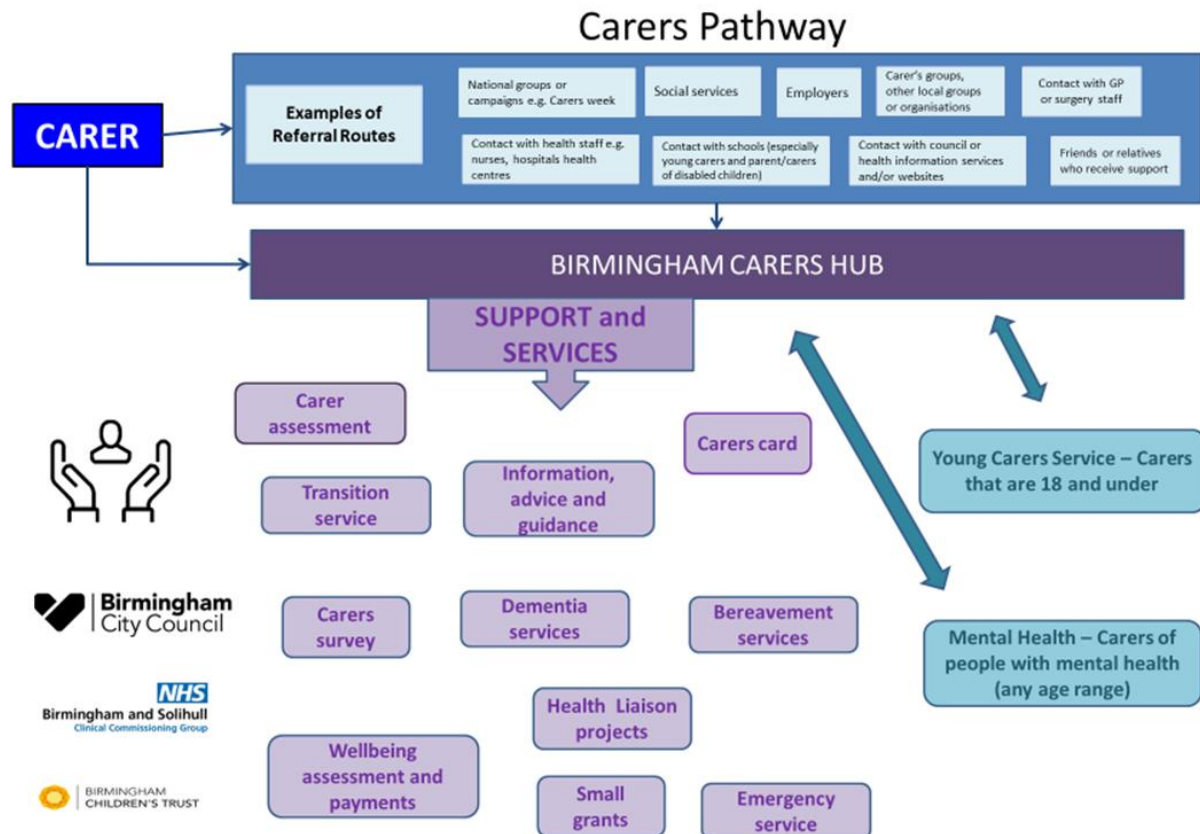 Carers Pathway
CARER
Examples of
Referral Routes
National groups or
campaigns e.g. Carers week
Social services
Employers
Carer's groups,
other local groups
or organisations
Contact with GP
or surgery staff
Contact with health staff e.g.
nurses, hospitals health
centres
Contact with schools (especially
young carers and parent/carers
of disabled children)
Contact with council or
health information services
and/or websites
Friends or relatives
who receive support
BIRMINGHAM CARERS HUB
SUPPORT and
SERVICES
Carer
assessment
Carers card
Transition
service
Information,
advice and
guidance
Young Carers Service – Carers
that are 18 and under
Birmingham
City Council
Carers
survey
Dementia
services
Bereavement
services
Mental Health – Carers of
people with mental health
(any age range)
NHS
Birmingham and Solihull
Clinical Commissioning Group
Health Liaison
projects
Wellbeing
assessment and
payments
BIRMINGHAM
CHILDREN'S TRUST
Small
grants
Emergency
service